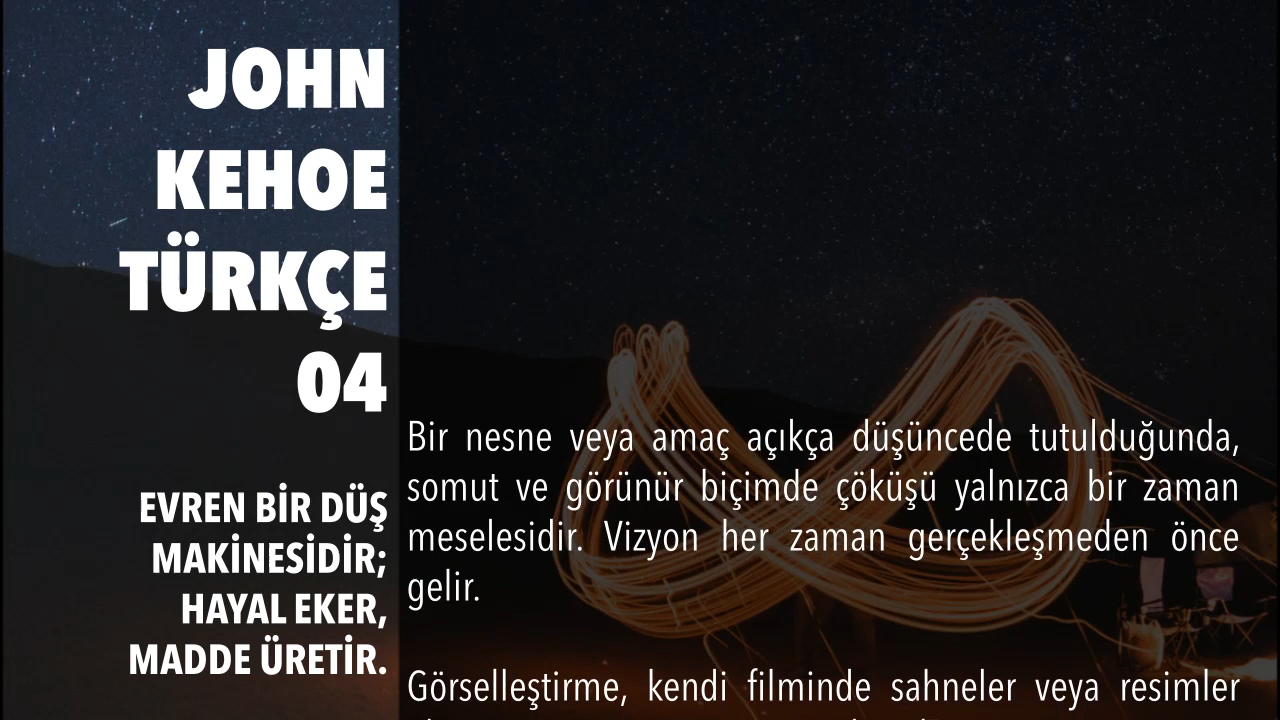 JOHN
KEHOE
TÜRKÇE
04
EVREN BİR DÜŞ
MAKİNESİDİR;
HAYAL EKER,
MADDE ÜRETİR.
Bir nesne veya amaç açıkça düşüncede tutulduğunda,
somut ve görünür biçimde çöküşü yalnızca bir zaman
meselesidir. Vizyon her zaman gerçekleşmeden önce
gelir.
Görselleştirme, kendi filminde sahneler veya resimler